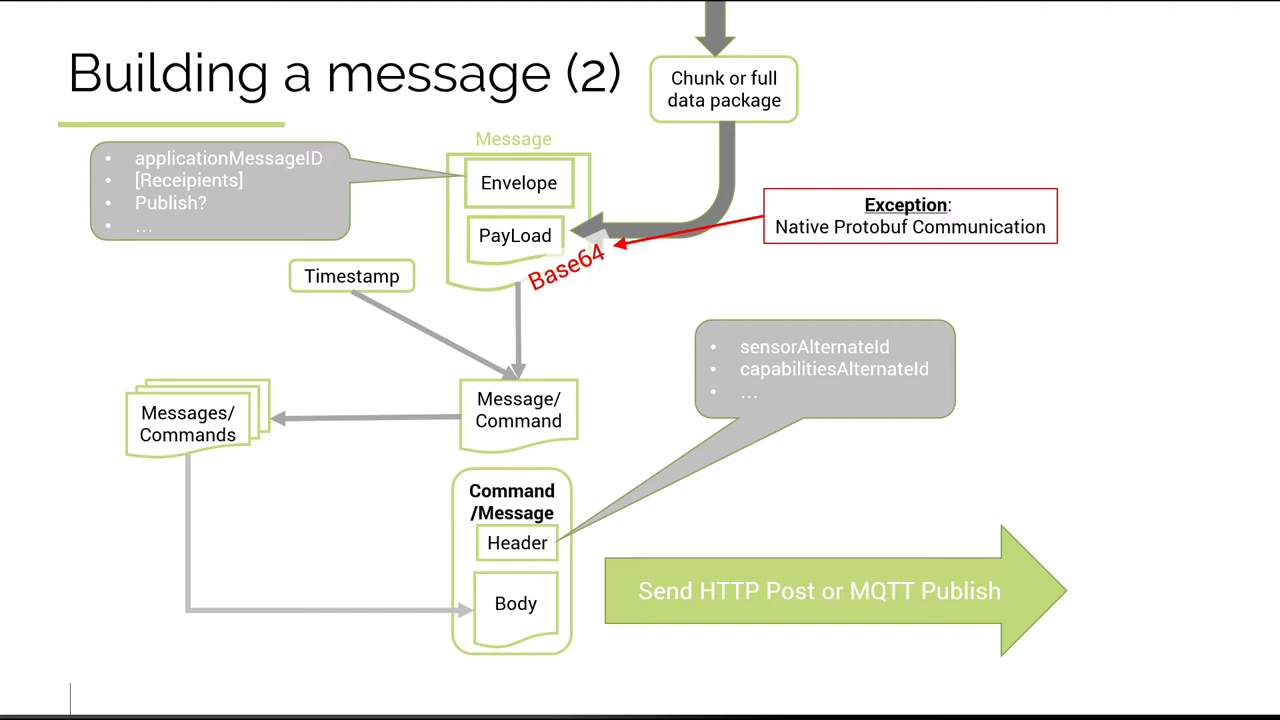 Building a message (2)
Chunk or full
data package
Message
• applicationMessageID
• [Receipients]
• Publish?
• ...
Envelope
PayLoad
Base64
Exception:
Native Protobuf Communication
Timestamp
• sensorAlternateId
• capabilitiesAlternateId
• ...
Messages/
Commands
Message/
Command
Command
/Message
Header
Body
Send HTTP Post or MQTT Publish